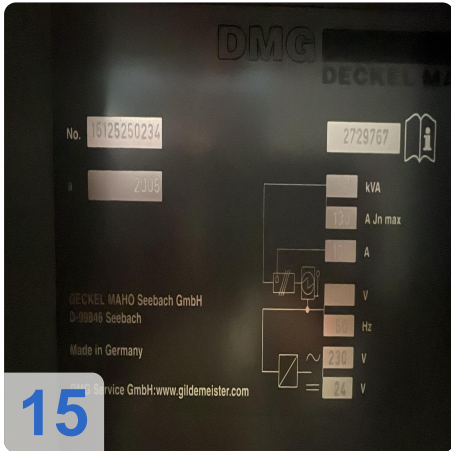 DMG
DECKEL MA
No. 15125250234
2729767
a 2005
kVA
A Jn max
A
V
Hz
230 V
24 V
DECKEL MAHO Seebach GmbH
D-99846 Seebach
Made in Germany
Service GmbH:www.gildemeister.com
15